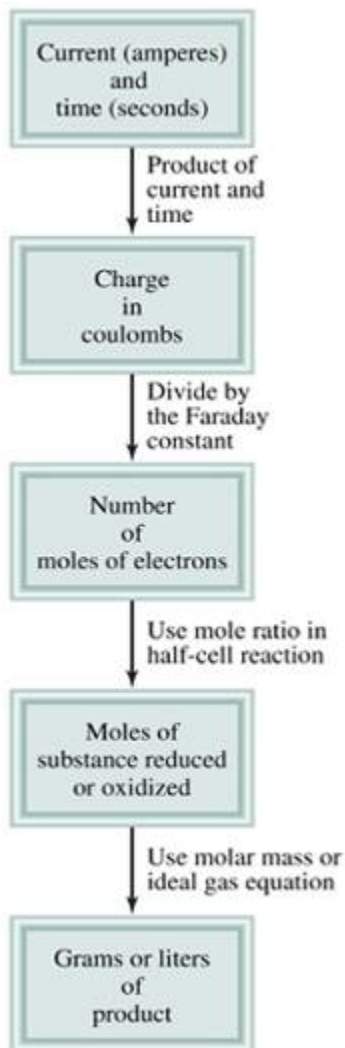 Current (amperes)
and
time (seconds)
Product of
current and
time
Charge
in
coulombs
Divide by
the Faraday
constant
Number
of
moles of electrons
Use mole ratio in
half-cell reaction
Moles of
substance reduced
or oxidized
Use molar mass or
ideal gas equation
Grams or liters
of
product